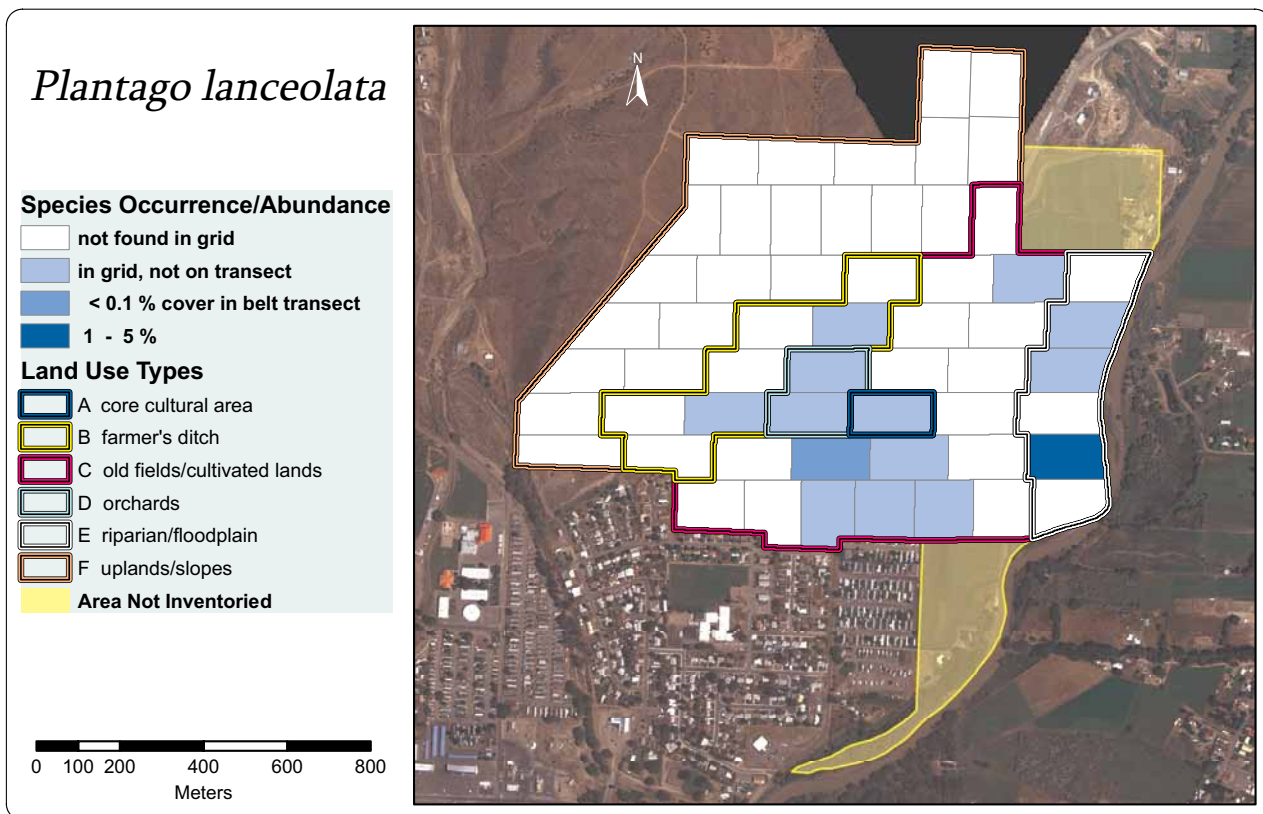 Plantago lanceolata
Species Occurrence/Abundance
not found in grid
in grid, not on transect
< 0.1 % cover in belt transect
1 - 5 %
Land Use Types
A core cultural area
B farmer's ditch
C old fields/cultivated lands
D orchards
E riparian/floodplain
F uplands/slopes
Area Not Inventoried
0 100 200 400 600 800
Meters
N